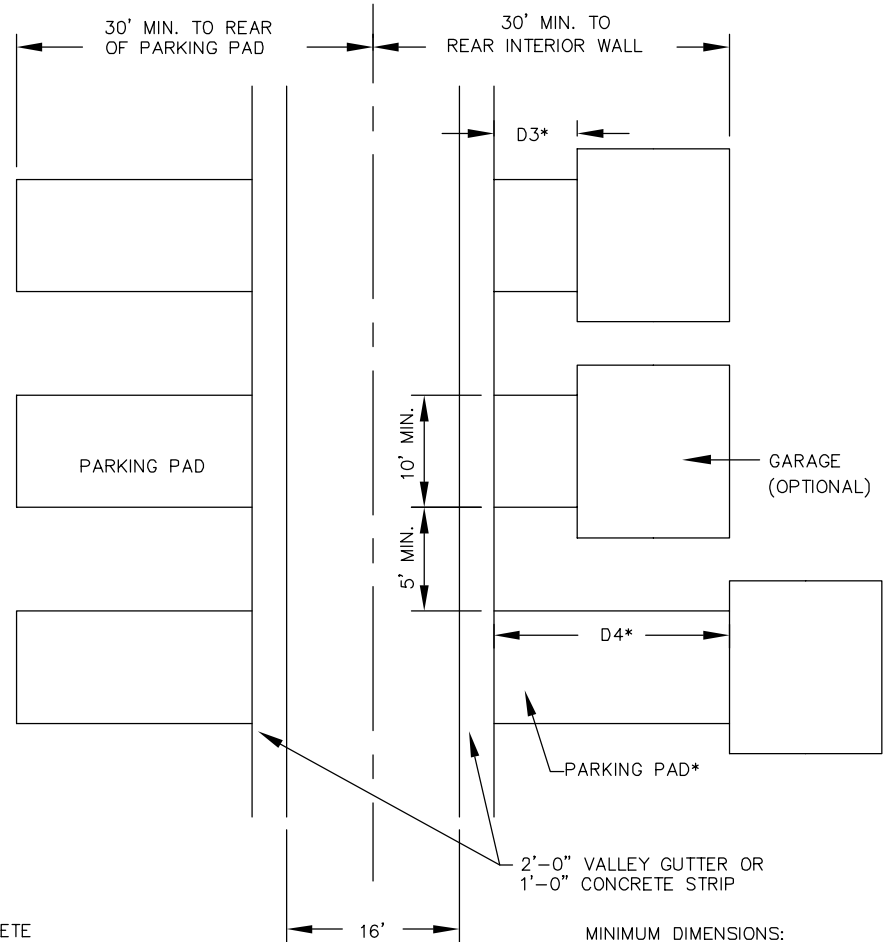 30' MIN. TO REAR
OF PARKING PAD
30' MIN. TO
REAR INTERIOR WALL
D3*
10' MIN.
PARKING PAD
GARAGE
(OPTIONAL)
5' MIN.
D4*
PARKING PAD*
2'-0" VALLEY GUTTER OR
1'-0" CONCRETE STRIP
ETE
16'
MINIMUM DIMENSIONS: